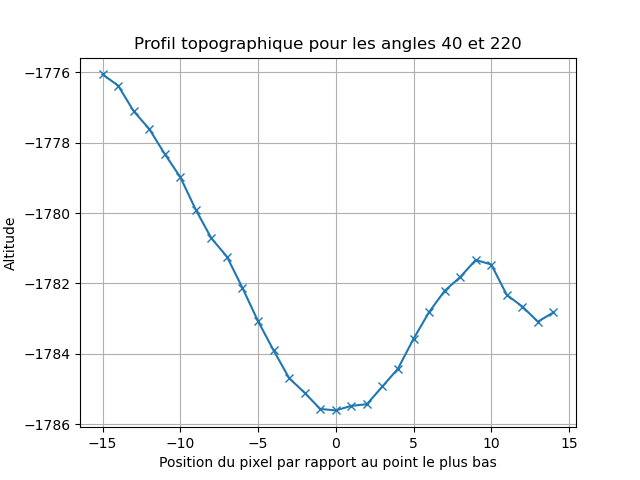 Profil topographique pour les angles 40 et 220
−1776
−1778
−1780
−1782
−1784
−1786
Altitude
−15 −10 −5 0 5 10 15
Position du pixel par rapport au point le plus bas